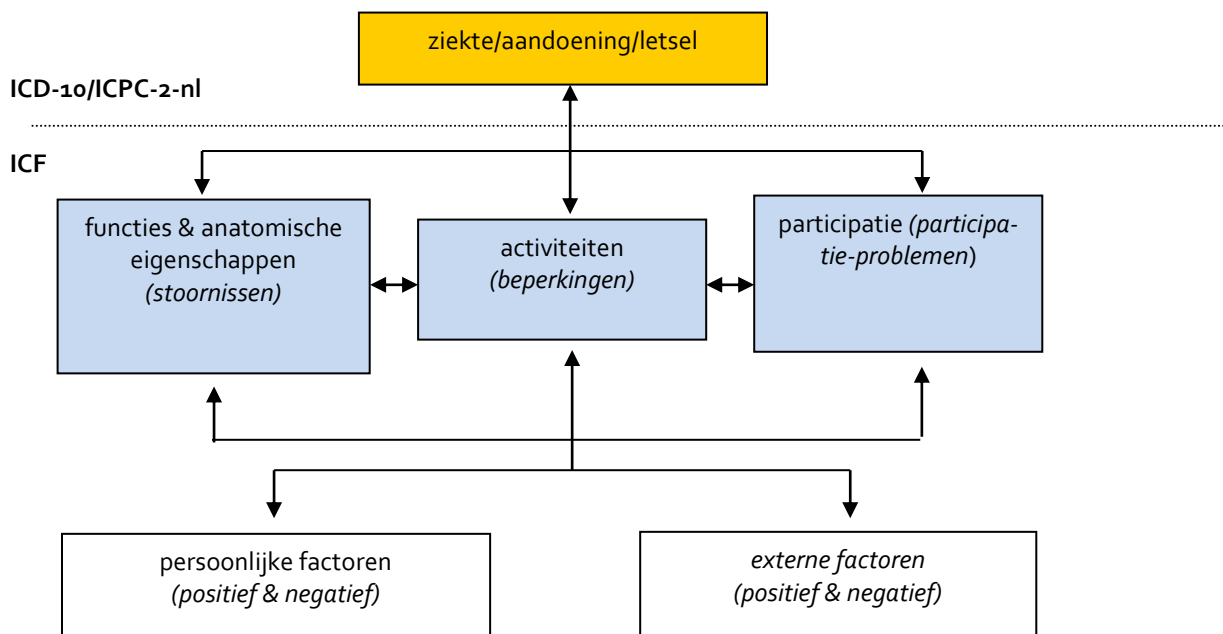 ziekte/aandoening/letsel
ICD-10/ICPC-2-nl
ICF
functies & anatomische
eigenschappen
(stoornissen)
activiteiten
(beperkingen)
participatie (participa-
tie-problemen)
persoonlijke factoren
(positief & negatief)
externe factoren
(positief & negatief)